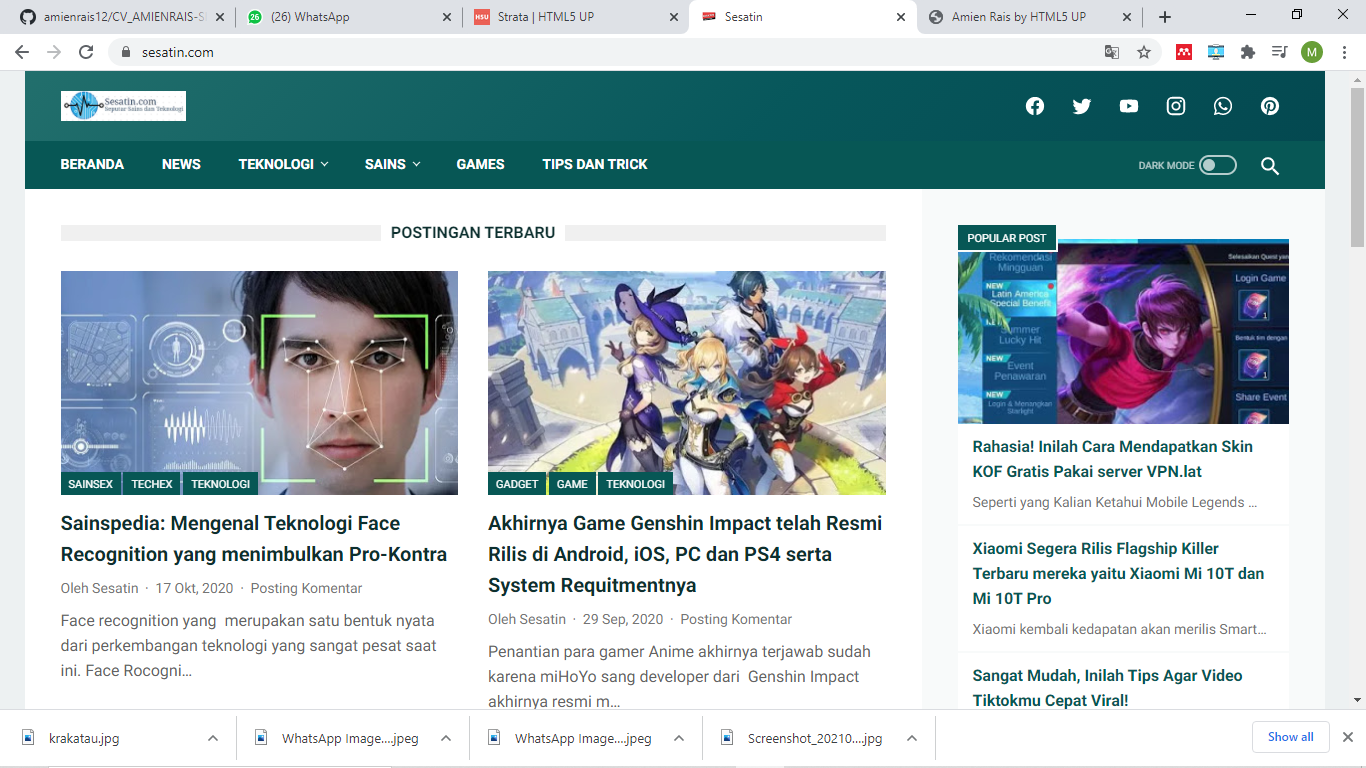 amienrais12/CV_AMIENRAIS-S
(26) WhatsApp
Strata | HTML5 UP
Sesatin
Amien Rais by HTML5 UP
sesatin.com
M
Sesatin.com
Seputar Sains dan Teknologi
BERANDA
NEWS
TEKNOLOGI
SAINS
GAMES
TIPS DAN TRICK
DARK MODE
POSTINGAN TERBARU
SAINSEX
TECHEX
TEKNOLOGI
Sainspedia: Mengenal Teknologi Face
Recognition yang menimbulkan Pro-Kontra
Oleh Sesatin · 17 Okt, 2020 · Posting Komentar
Face recognition yang merupakan satu bentuk nyata
dari perkembangan teknologi yang sangat pesat saat
ini. Face Rocogni...
GADGET
GAME
TEKNOLOGI
Akhirnya Game Genshin Impact telah Resmi
Rilis di Android, iOS, PC dan PS4 serta
System Requitmentnya
Oleh Sesatin · 29 Sep, 2020 · Posting Komentar
Penantian para gamer Anime akhirnya terjawab sudah
karena miHoYo sang developer dari Genshin Impact
akhirnya resmi m...
POPULAR POST
Rekomendasi
Mingguan
NEW
Latin America
Special Benefit
Summer
Lucky Hit
NEW
Event
Penawaran
NEW
Login & Menangkan
Starlight
Selesaikan Quest
Login Game
1
Bentuk tim dengan
1
Share Event
Rahasia! Inilah Cara Mendapatkan Skin
KOF Gratis Pakai server VPN.lat
Seperti yang Kalian Ketahui Mobile Legends ...
Xiaomi Segera Rilis Flagship Killer
Terbaru mereka yaitu Xiaomi Mi 10T dan
Mi 10T Pro
Xiaomi kembali kedapatan akan merilis Smart...
Sangat Mudah, Inilah Tips Agar Video
Tiktokmu Cepat Viral!
krakatau.jpg
WhatsApp Image....jpeg
WhatsApp Image....jpeg
Screenshot_20210....jpg
Show all